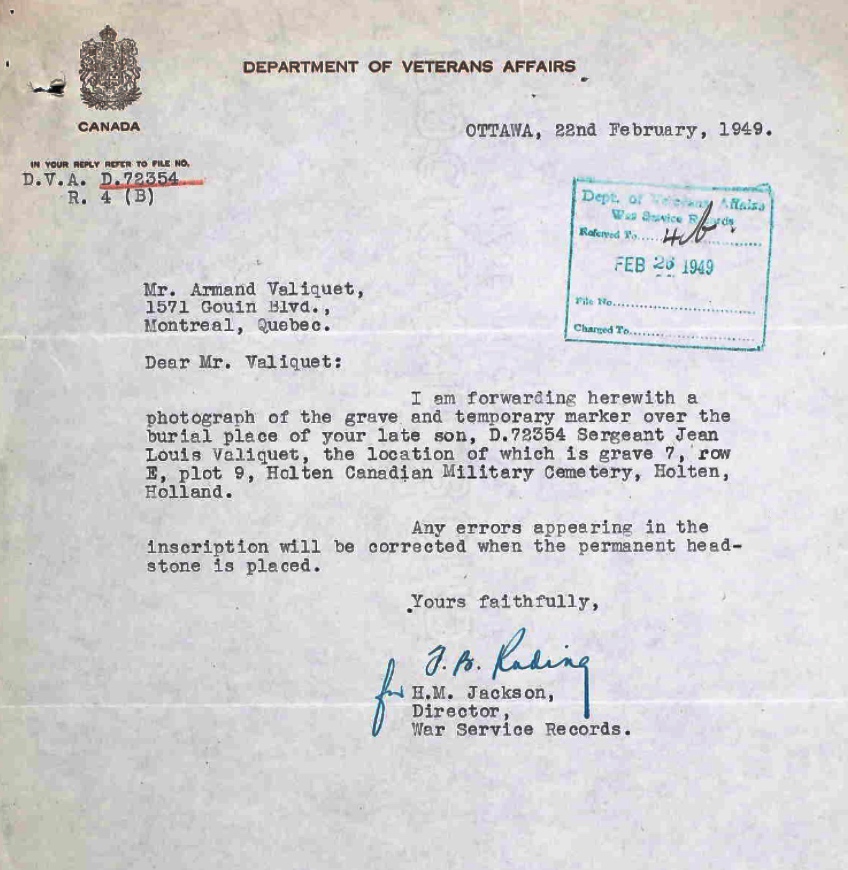 DEPARTMENT OF VETERANS AFFAIRS
CANADA
OTTAWA, 22nd February, 1949.
IN YOUR REPLY REFER TO FILE NO.
D.V.A. D.72354
R. 4 (B)
Dept. of Veterans Affairs
War Service Records
Referred To.....4b..............
FEB 26 1949
File No.................................
Charged To.............................
Mr. Armand Valiquet,
1571 Gouin Blvd.,
Montreal, Quebec.
Dear Mr. Valiquet:
I am forwarding herewith a
photograph of the grave and temporary marker over the
burial place of your late son, D.72354 Sergeant Jean
Louis Valiquet, the location of which is grave 7, row
E, plot 9, Holten Canadian Military Cemetery, Holten,
Holland.
Any errors appearing in the
inscription will be corrected when the permanent head-
stone is placed.
Yours faithfully,
for
H.M. Jackson,
Director,
War Service Records.